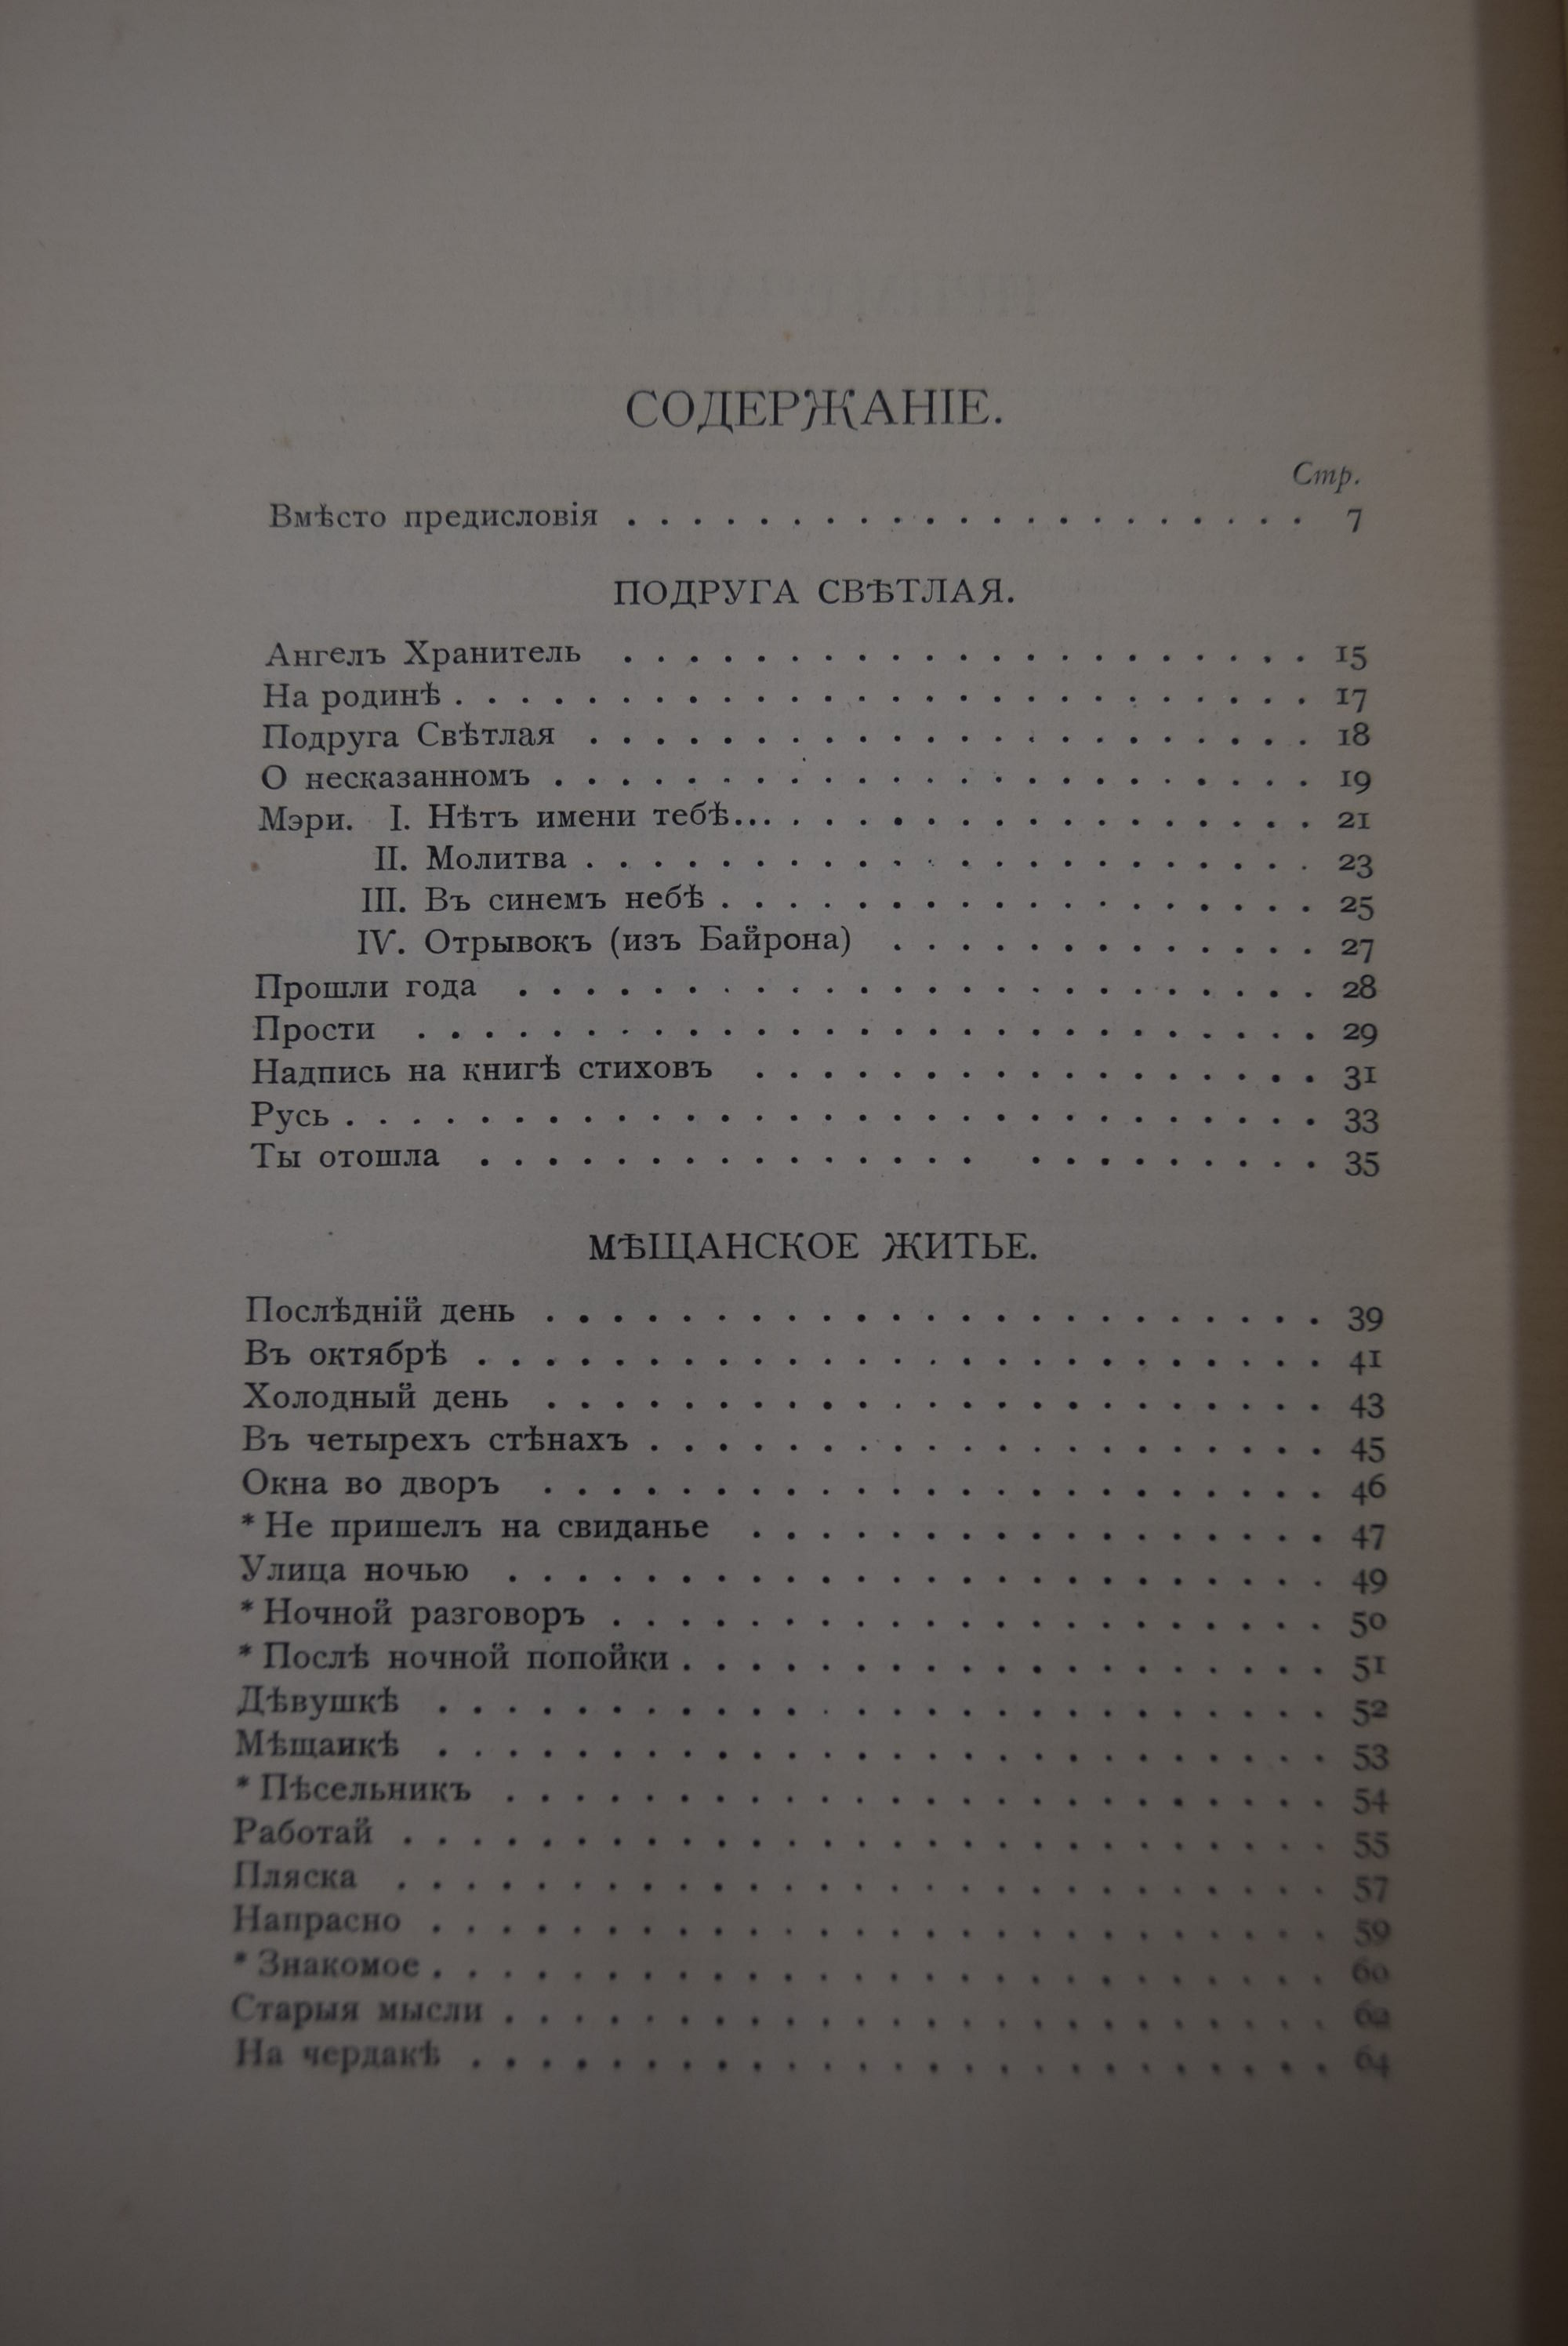 СОДЕРЖАНІЕ.
Стр.
Вмѣсто предисловія . . . . . . . . . . . . . . . . . . . . . 7
ПОДРУГА СВѢТЛАЯ.
Ангелъ Хранитель . . . . . . . . . . . . . . . . . . . . . 15
На родинѣ . . . . . . . . . . . . . . . . . . . . . . . . . . 17
Подруга Свѣтлая . . . . . . . . . . . . . . . . . . . . . . 18
О несказанномъ . . . . . . . . . . . . . . . . . . . . . . . 19
Мэри. I. Нѣтъ имени тебѣ... . . . . . . . . . . . . . . . . 21
II. Молитва . . . . . . . . . . . . . . . . . . . . . . 23
III. Въ синемъ небѣ . . . . . . . . . . . . . . . . . . 25
IV. Отрывокъ (изъ Байрона) . . . . . . . . . . . . . 27
Прошли года . . . . . . . . . . . . . . . . . . . . . . . . 28
Прости . . . . . . . . . . . . . . . . . . . . . . . . . . . 29
Надпись на книгѣ стиховъ . . . . . . . . . . . . . . . . . 31
Русь . . . . . . . . . . . . . . . . . . . . . . . . . . . . . 33
Ты отошла . . . . . . . . . . . . . . . . . . . . . . . . 35
МѢЩАНСКОЕ ЖИТЬЕ.
Послѣдній день . . . . . . . . . . . . . . . . . . . . . . . 39
Въ октябрѣ . . . . . . . . . . . . . . . . . . . . . . . . . 41
Холодный день . . . . . . . . . . . . . . . . . . . . . . . 43
Въ четырехъ стѣнахъ . . . . . . . . . . . . . . . . . . . . 45
Окна во дворъ . . . . . . . . . . . . . . . . . . . . . . . 46
* Не пришелъ на свиданье . . . . . . . . . . . . . . . . . 47
Улица ночью . . . . . . . . . . . . . . . . . . . . . . . . 49
* Ночной разговоръ . . . . . . . . . . . . . . . . . . . . . 50
* Послѣ ночной попойки . . . . . . . . . . . . . . . . . . . 51
Дѣвушкѣ . . . . . . . . . . . . . . . . . . . . . . . . . . 52
Мѣщанкѣ . . . . . . . . . . . . . . . . . . . . . . . . . . 53
* Пѣсельникъ . . . . . . . . . . . . . . . . . . . . . . . . 54
Работай . . . . . . . . . . . . . . . . . . . . . . . . . . . 55
Пляска . . . . . . . . . . . . . . . . . . . . . . . . . . . 57
Напрасно . . . . . . . . . . . . . . . . . . . . . . . . . . 59
* Знакомое . . . . . . . . . . . . . . . . . . . . . . . . . . 60
Старыя мысли . . . . . . . . . . . . . . . . . . . . . . . . 62
На чердакѣ . . . . . . . . . . . . . . . . . . . . . . . . . 64